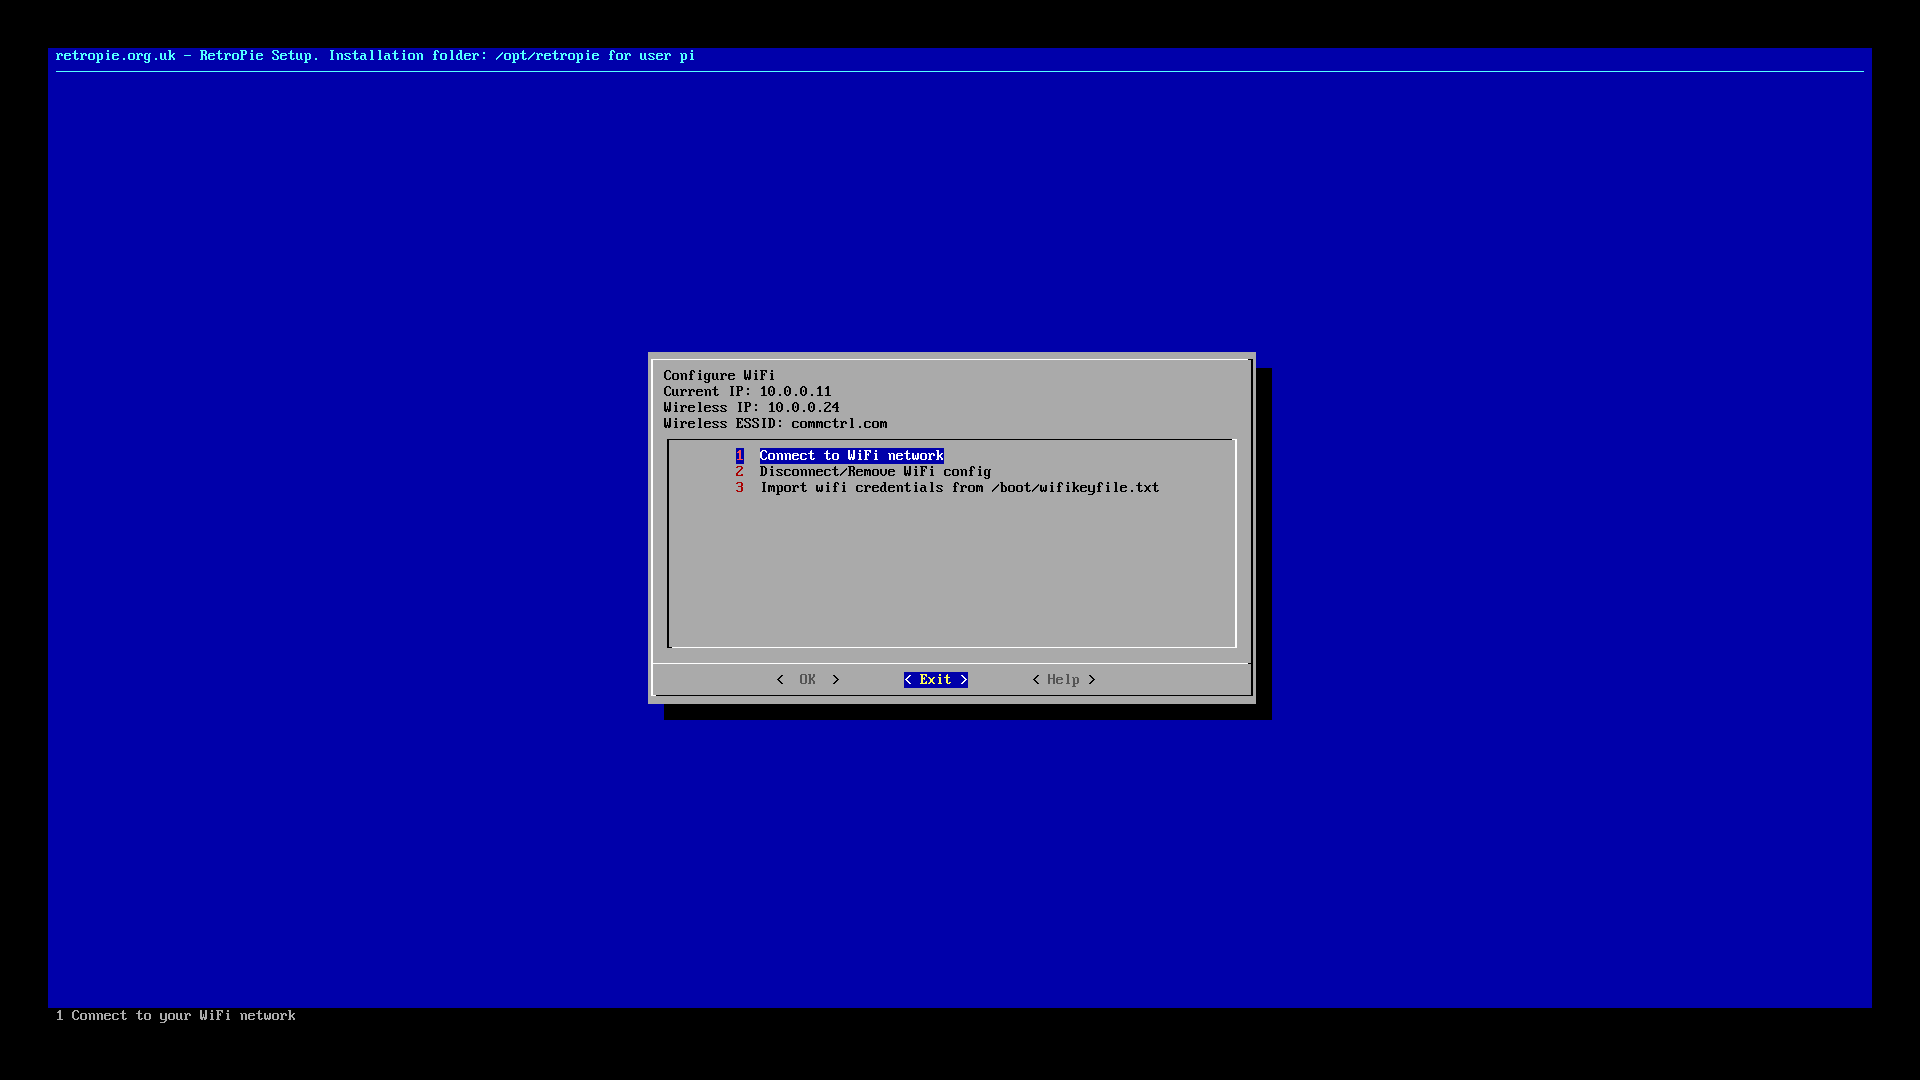 retropie.org.uk - RetroPie Setup. Installation folder: /opt/retropie for user pi
Configure WiFi
Current IP: 10.0.0.11
Wireless IP: 10.0.0.24
Wireless ESSID: commctrl.com
1 Connect to WiFi network
2 Disconnect/Remove WiFi config
3 Import wifi credentials from /boot/wifikeyfile.txt
< OK > < Exit > < Help >
1 Connect to your WiFi network